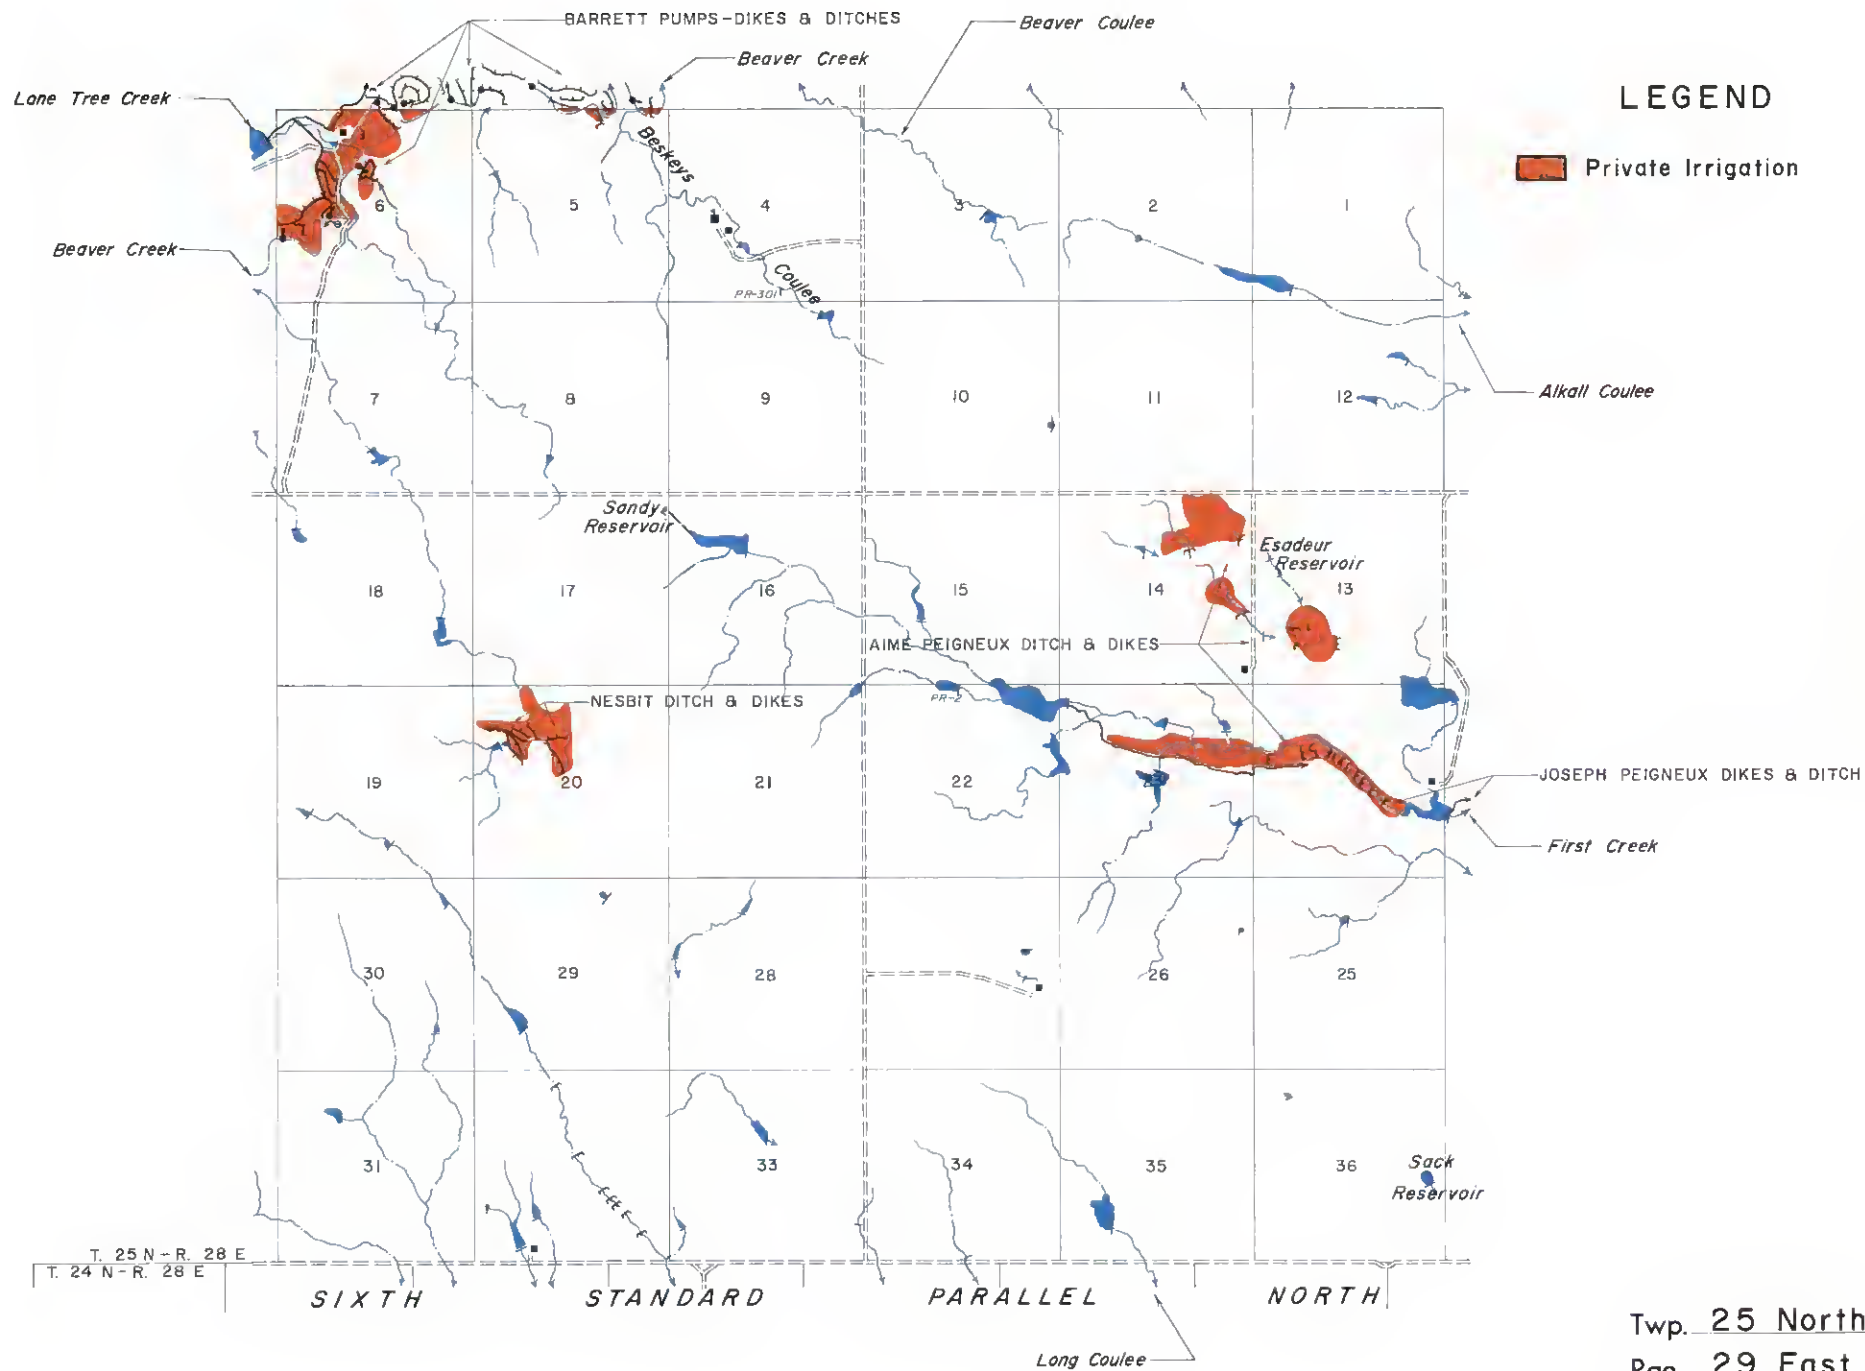 BARRETT PUMPS-DIKES & DITCHES
Beaver Coulee
Beaver Creek
Lone Tree Creek
LEGEND
Private Irrigation
Beskeys
Coulee
6
5
4
3
2
1
Beaver Creek
PR-301
Alkali Coulee
7
8
9
10
11
12
Sandy
Reservoir
Esadeur
Reservoir
18
17
16
15
14
13
AIME PEIGNEUX DITCH & DIKES
NESBIT DITCH & DIKES
PR-2
19
20
21
22
JOSEPH PEIGNEUX DIKES & DITCH
First Creek
30
29
28
26
25
31
33
34
35
36
Sack
Reservoir
T. 25 N - R. 28 E
T. 24 N - R. 28 E
SIXTH STANDARD PARALLEL NORTH
Long Coulee
Twp. 25 North
Rge. 29 East